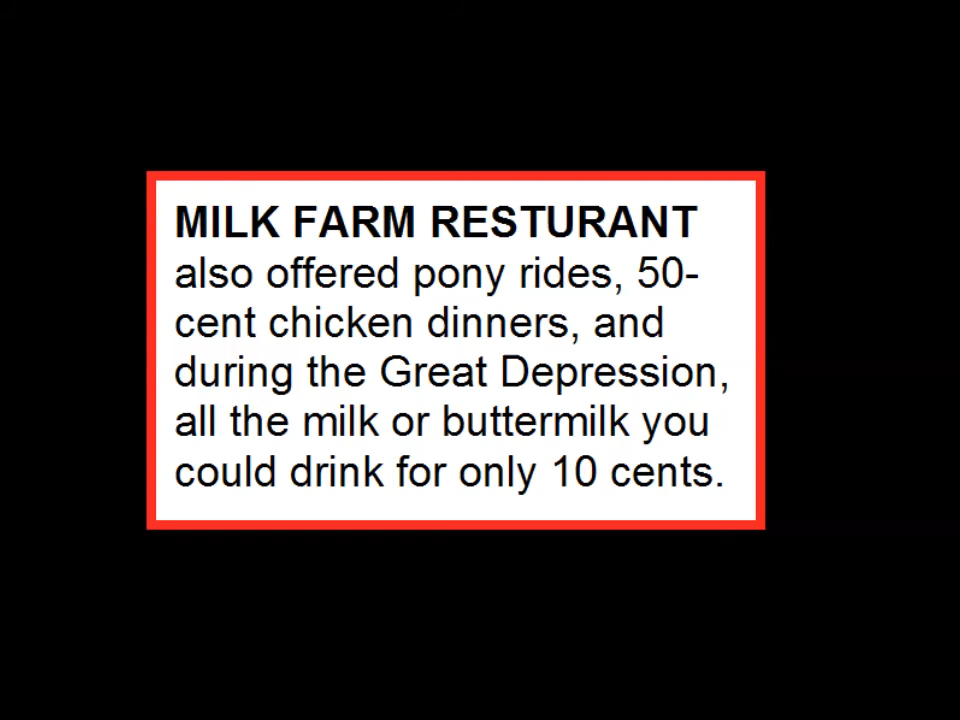 MILK FARM RESTURANT
also offered pony rides, 50-
cent chicken dinners, and
during the Great Depression,
all the milk or buttermilk you
could drink for only 10 cents.